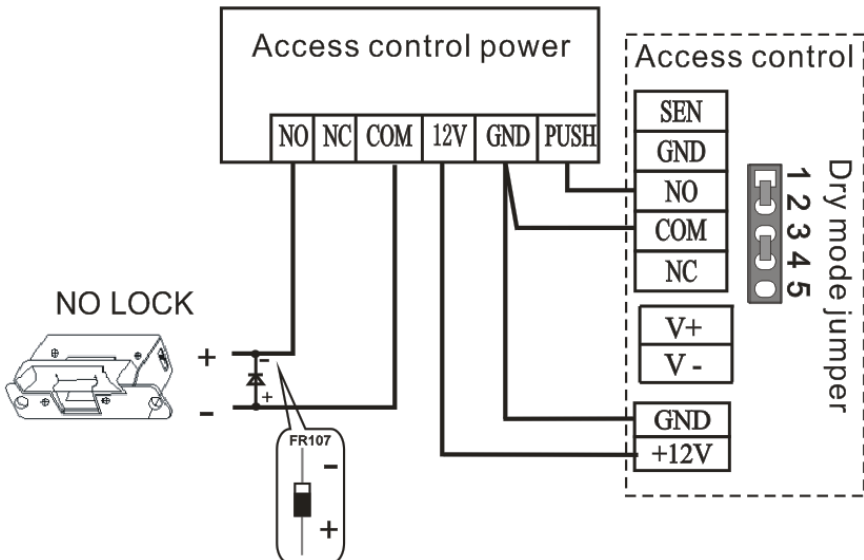 Access control power
NO NC COM 12V GND PUSH
Access control
SEN
GND
NO
COM
NC
V+
V -
GND
+12V
1 2 3 4 5
Dry mode jumper
NO LOCK
+
-
-
+
FR107
-
+